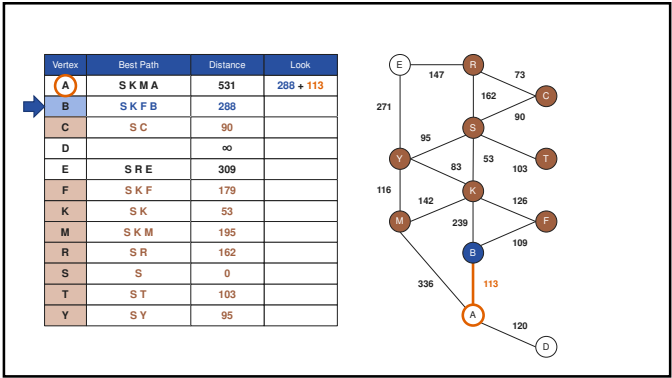 Vertex Best Path Distance Look
A S K M A 531 288 + 113
B S K F B 288
C S C 90
D ∞
E S R E 309
F S K F 179
K S K 53
M S K M 195
R S R 162
S S 0
T S T 103
Y S Y 95
E R
147 73
C
271 162
90
S
95
Y 53 T
83 103
116 K
142 126
M F
239
109
B
336 113
A
120
D